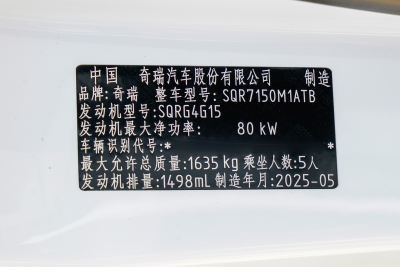 中国 奇瑞汽车股份有限公司 制造
品牌:奇瑞 整车型号:SQR7150M1ATB
发动机型号:SQRG4G15
发动机最大净功率: 80 kW
车辆识别代号:* *
最大允许总质量:1635 kg 乘坐人数:5人
发动机排量:1498mL 制造年月:2025-05